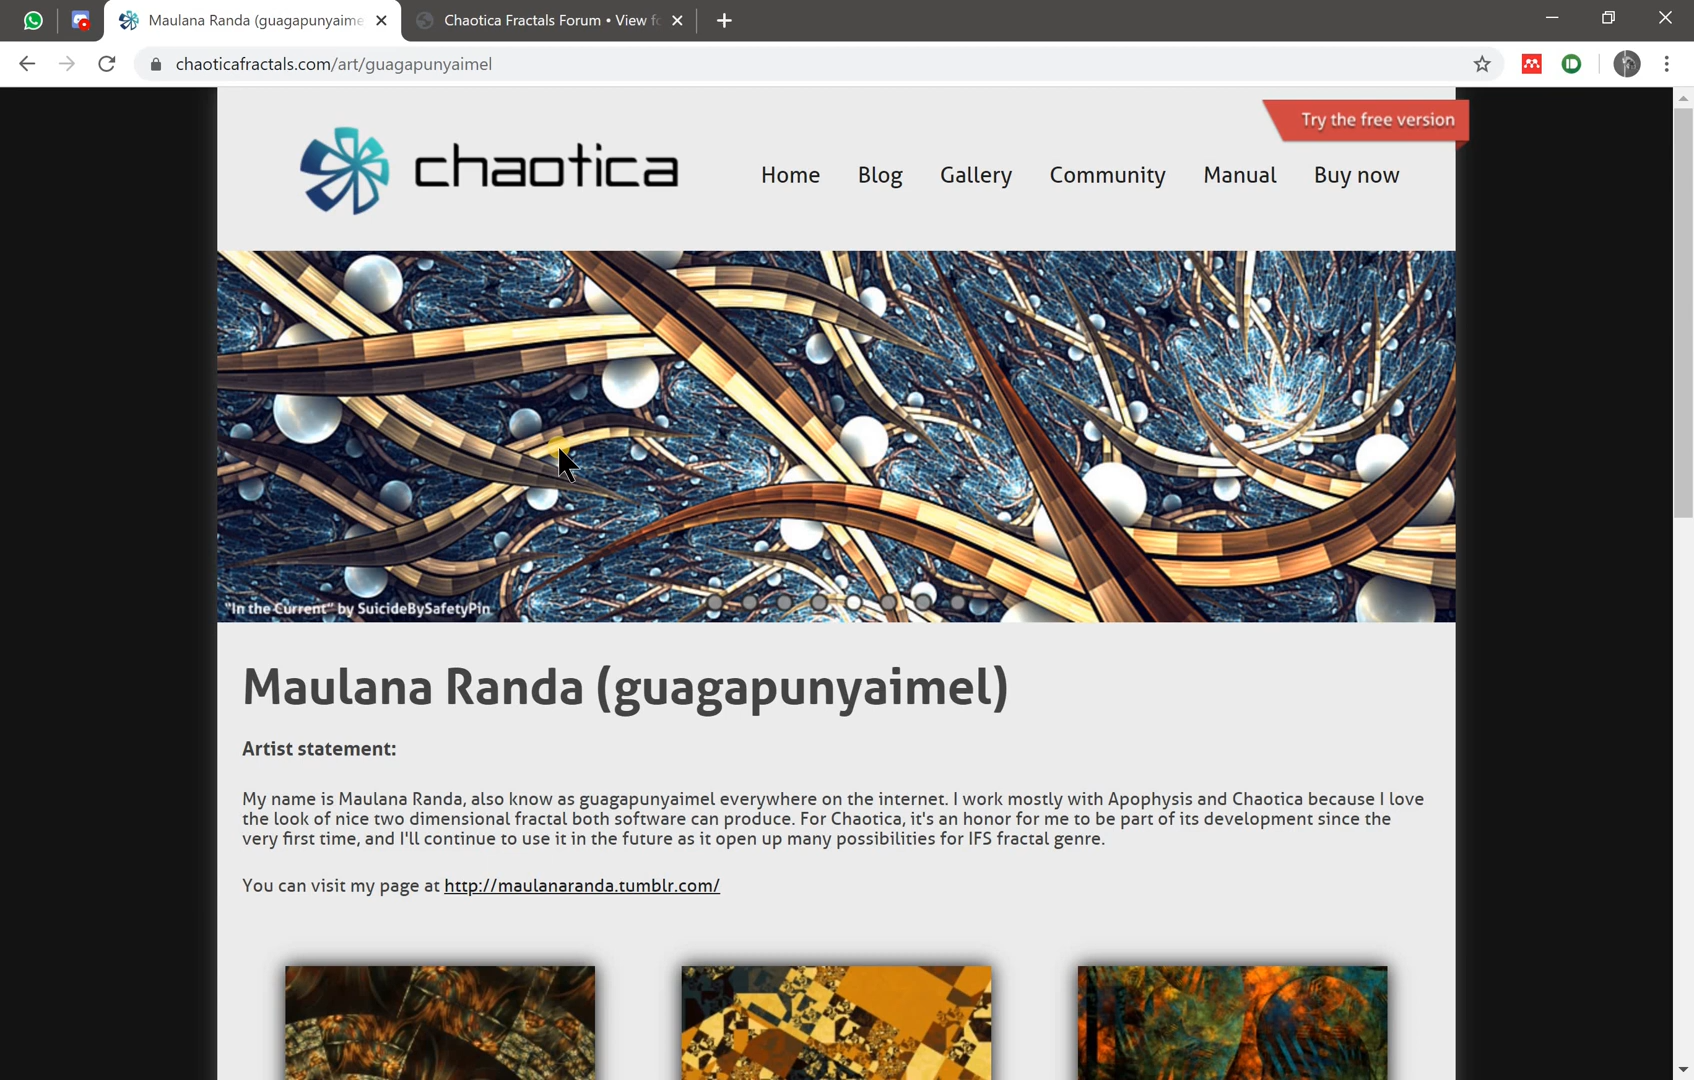 Maulana Randa (guagapunyaime
Chaotica Fractals Forum • View fo
chaoticafractals.com/art/guagapunyaimel
Try the free version
chaotica
Home Blog Gallery Community Manual Buy now
"In the Current" by SuicideBySafetyPin
Maulana Randa (guagapunyaimel)
Artist statement:
My name is Maulana Randa, also know as guagapunyaimel everywhere on the internet. I work mostly with Apophysis and Chaotica because I love
the look of nice two dimensional fractal both software can produce. For Chaotica, it's an honor for me to be part of its development since the
very first time, and I'll continue to use it in the future as it open up many possibilities for IFS fractal genre.
You can visit my page at http://maulanaranda.tumblr.com/